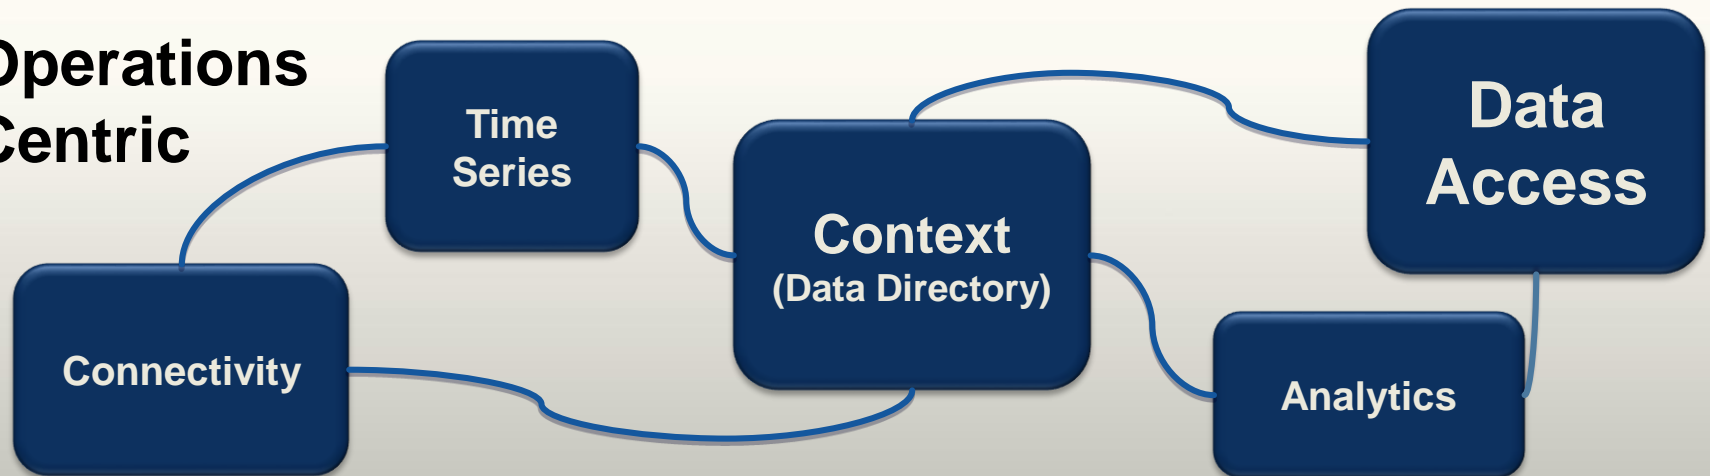 Operations
Centric
Time
Series
Context
(Data Directory)
Data
Access
Connectivity
Analytics